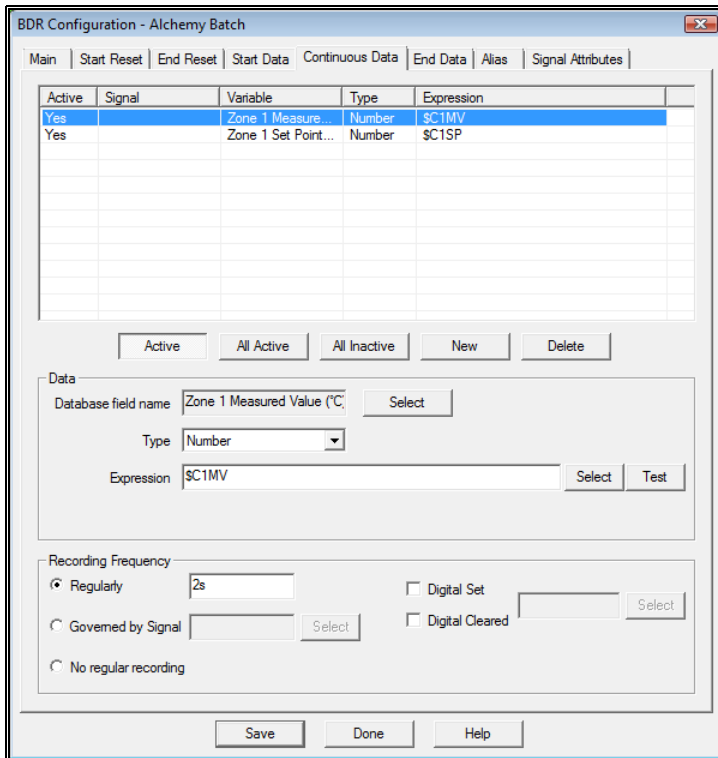 BDR Configuration - Alchemy Batch
Main Start Reset End Reset Start Data Continuous Data End Data Alias Signal Attributes
Active Signal Variable Type Expression
Yes Zone 1 Measure... Number $C1MV
Yes Zone 1 Set Point... Number $C1SP
Active All Active All Inactive New Delete
Data
Database field name Zone 1 Measured Value (°C) Select
Type Number
Expression $C1MV Select Test
Recording Frequency
Regularly 2s Digital Set
Select
Governed by Signal Select Digital Cleared
No regular recording
Save Done Help